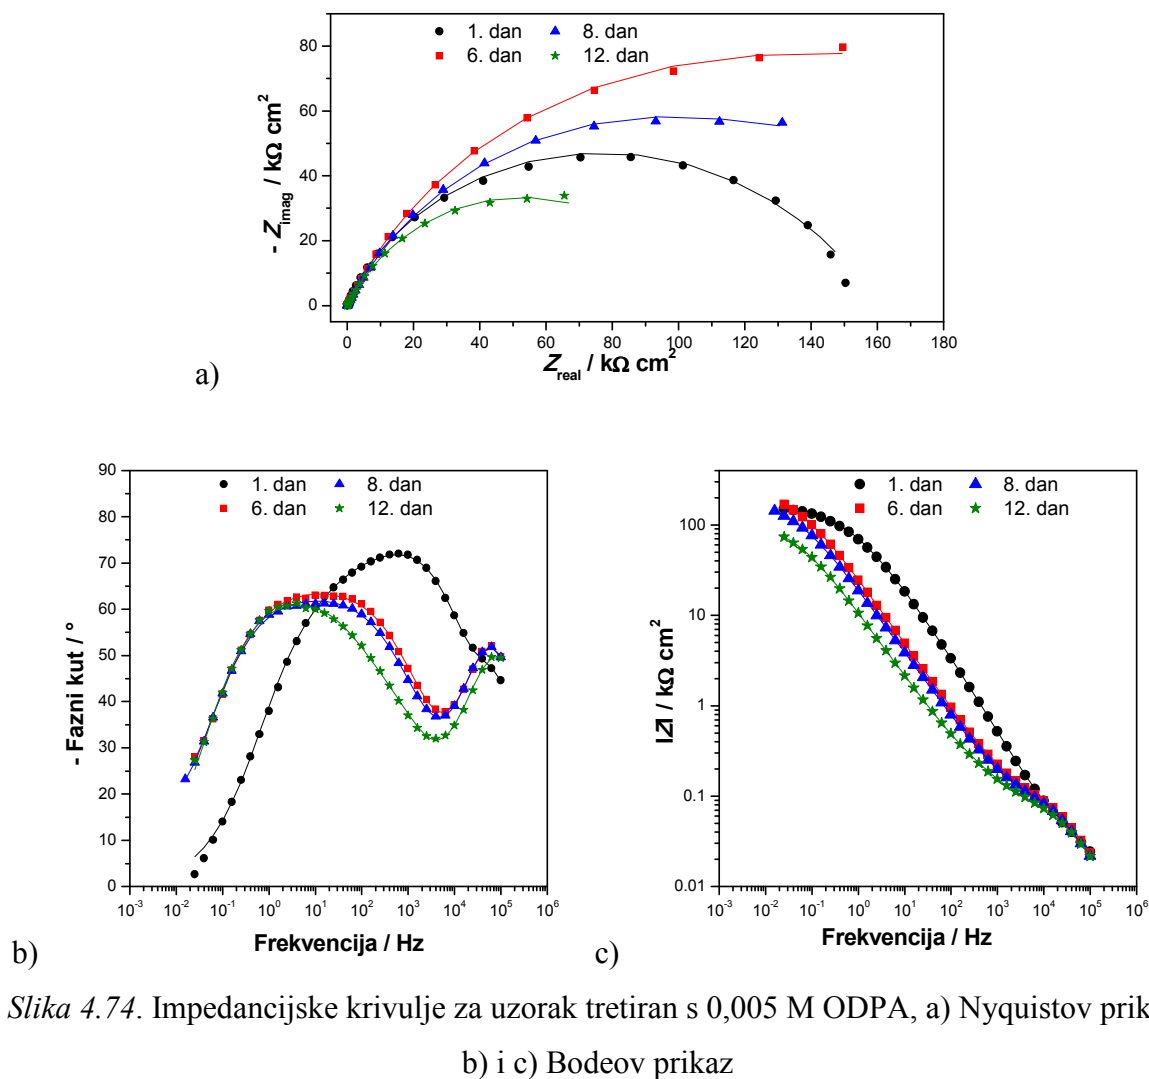 1. dan 8. dan
6. dan 12. dan
80
60
40
20
0
- Zimag / kΩ cm²
0 20 40 60 80 100 120 140 160 180
Zreal / kΩ cm²
a)
90
80
70
60
50
40
30
20
10
0
- Fazni kut / °
1. dan 8. dan
6. dan 12. dan
10⁻³ 10⁻² 10⁻¹ 10⁰ 10¹ 10² 10³ 10⁴ 10⁵ 10⁶
Frekvencija / Hz
b)
100
10
1
0.1
0.01
IZI / kΩ cm²
1. dan 8. dan
6. dan 12. dan
10⁻³ 10⁻² 10⁻¹ 10⁰ 10¹ 10² 10³ 10⁴ 10⁵ 10⁶
Frekvencija / Hz
c)
Slika 4.74. Impedancijske krivulje za uzorak tretiran s 0,005 M ODPA, a) Nyquistov prik
b) i c) Bodeov prikaz